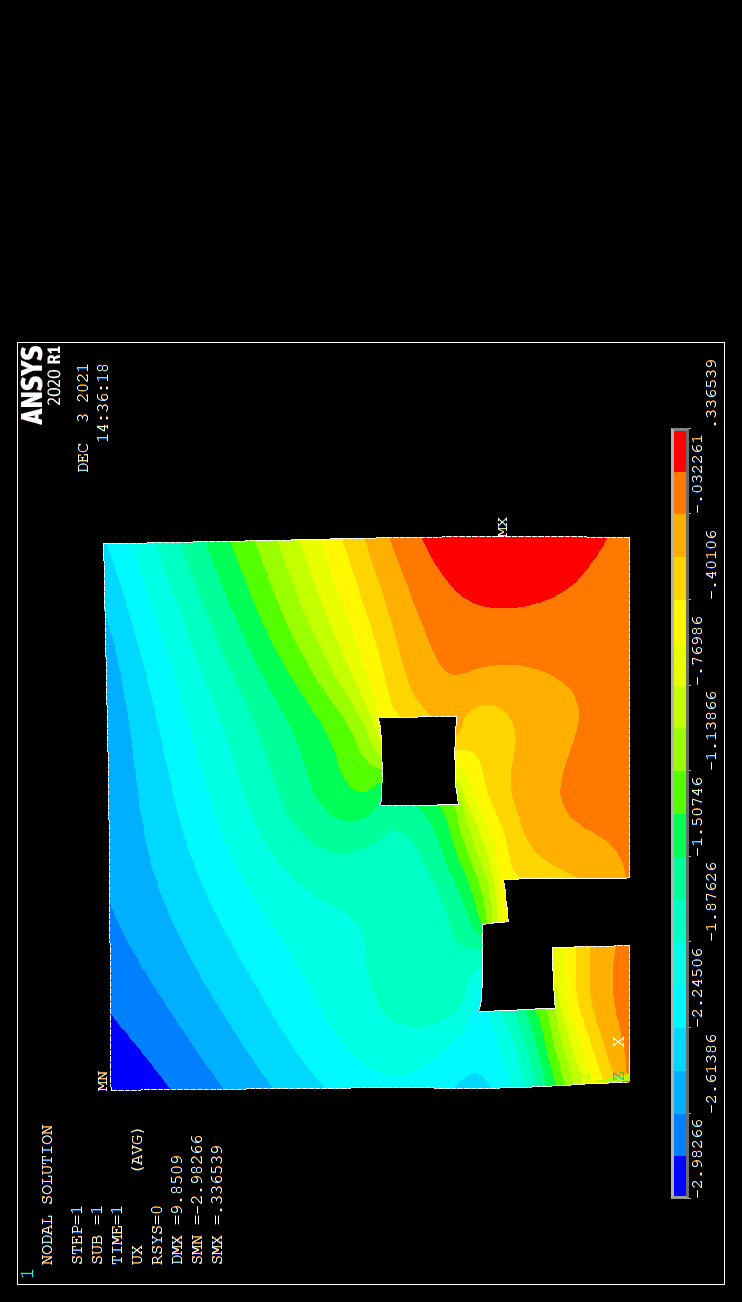 1
NODAL SOLUTION
STEP=1
SUB =1
TIME=1
UX (AVG)
RSYS=0
DMX =9.8509
SMN =-2.98266
SMX =.336539
ANSYS
2020 R1
DEC 3 2021
14:36:18
MN
MX
Z X
-2.98266
-2.61386
-2.24506
-1.87626
-1.50746
-1.13866
-.76986
-.40106
-.032261
.336539